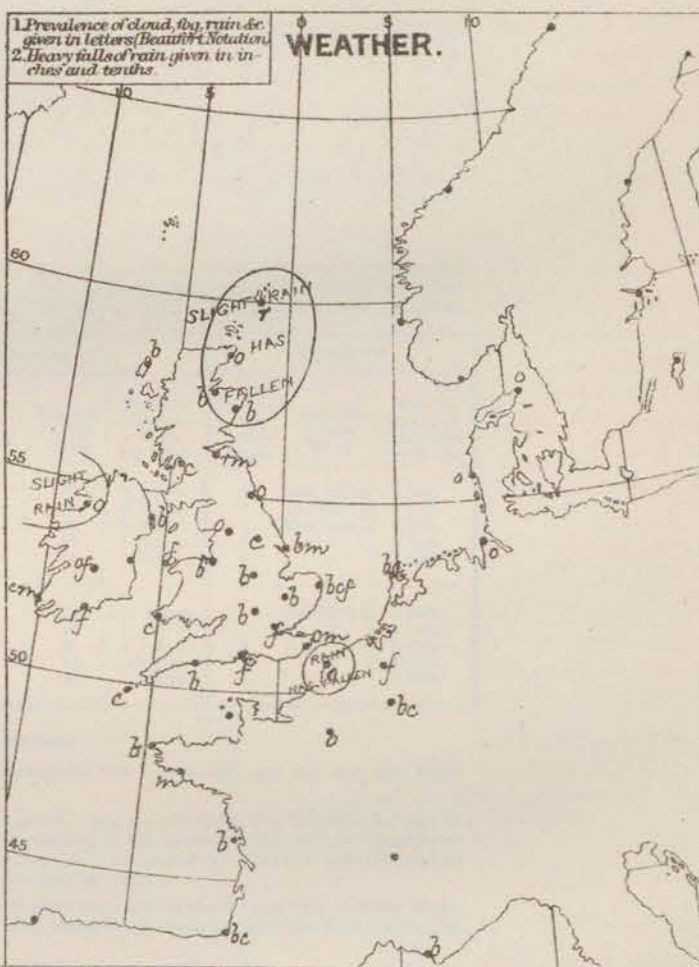 1. Prevalence of cloud, fog, rain &c.
given in letters (Beaufort Notation)
2. Heavy falls of rain given in in-
ches and tenths.
WEATHER.
10 5 0 5 10
60
SLIGHT RAIN
r
HAS
o
b
b FALLEN b
55
rm
c
SLIGHT
RAIN o
o
b
o
c
bm
o
of
f
b
b
b
bcf
b
cm
f
c
b
f
om
f
RAIN
f
50
b
HAS FALLEN
o
f
c
bc
b
b
m
45
b
bc
b